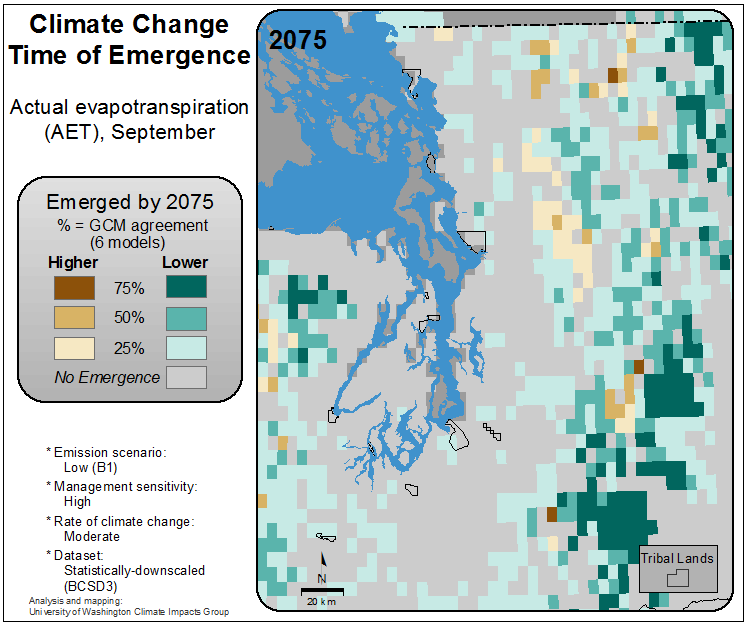 Climate Change
Time of Emergence
Actual evapotranspiration
(AET), September
Emerged by 2075
% = GCM agreement
(6 models)
Higher Lower
75%
50%
25%
No Emergence
* Emission scenario:
Low (B1)
* Management sensitivity:
High
* Rate of climate change:
Moderate
* Dataset:
Statistically-downscaled
(BCSD3)
Analysis and mapping:
University of Washington Climate Impacts Group
2075
N
20 km
Tribal Lands